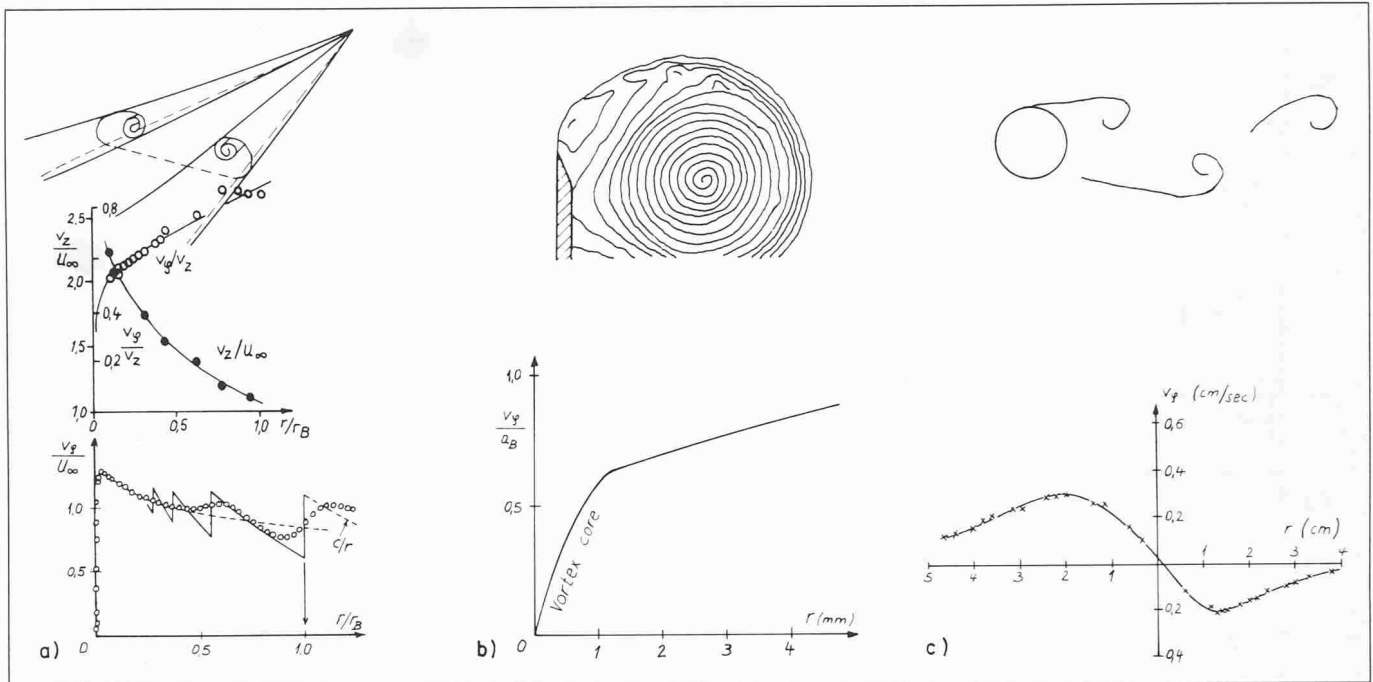 0,8
2,5
v_z
U∞
v_φ/v_z
2,0
0,4
v_φ
v_z
0,2
1,5
v_z/U∞
1,0
0
0,5
1,0
r/r_B
v_φ
U∞
1,0
c/r
0,5
r/r_B
0
0,5
1.0
a)
1,0
v_φ
a_B
0,5
Vortex core
r (mm)
0
1
2
3
4
b)
v_φ (cm/sec)
0,6
0,4
0,2
r (cm)
5
4
3
2
1
1
2
3
4
0,2
0,4
c)